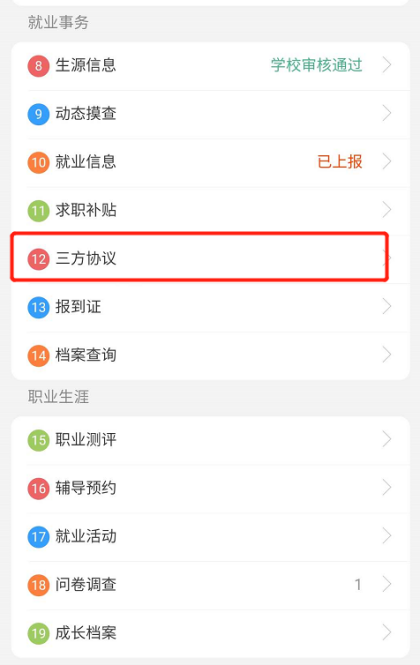 就业事务
8 生源信息 学校审核通过
9 动态摸查
10 就业信息 已上报
11 求职补贴
12 三方协议
13 报到证
14 档案查询
职业生涯
15 职业测评
16 辅导预约
17 就业活动
18 问卷调查 1
19 成长档案